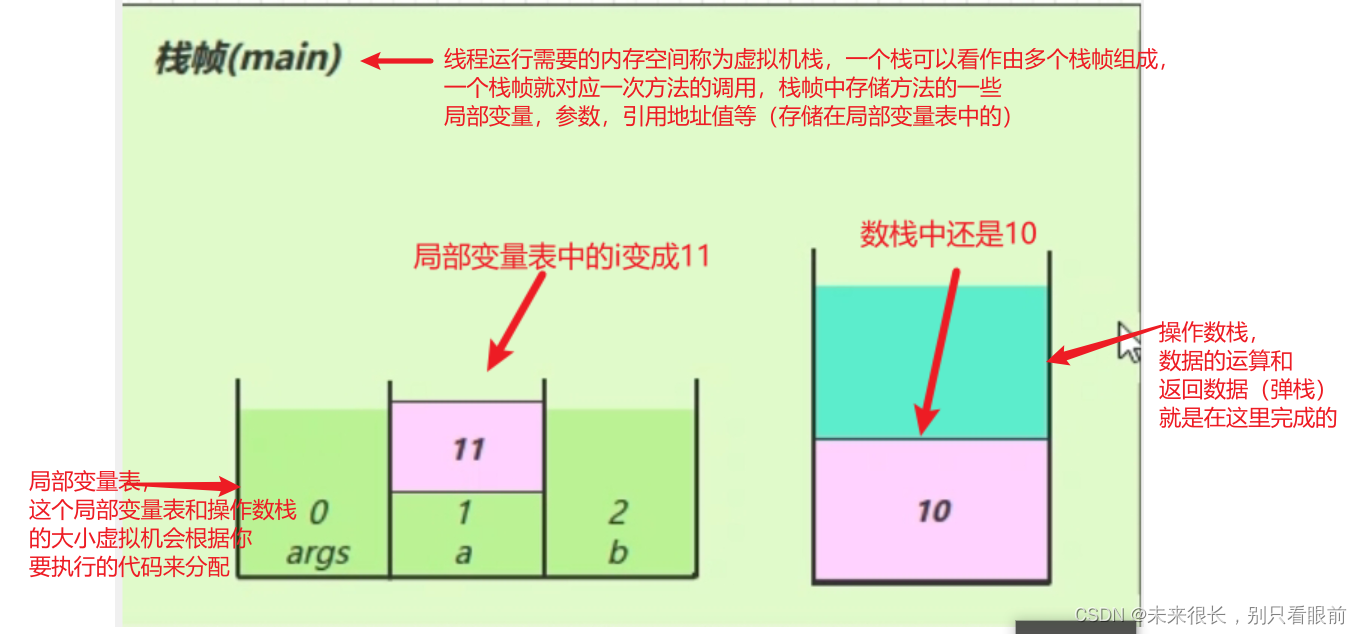 栈帧(main)
线程运行需要的内存空间称为虚拟机栈，一个栈可以看作由多个栈帧组成，
一个栈帧就对应一次方法的调用，栈帧中存储方法的一些
局部变量，参数，引用地址值等（存储在局部变量表中的）
数栈中还是10
局部变量表中的i变成11
操作数栈，
数据的运算和
返回数据（弹栈）
就是在这里完成的
11
10
局部变量表，
这个局部变量表和操作数栈
的大小虚拟机会根据你
要执行的代码来分配
0 1 2
args a b
CSDN @未来很长，别只看眼前